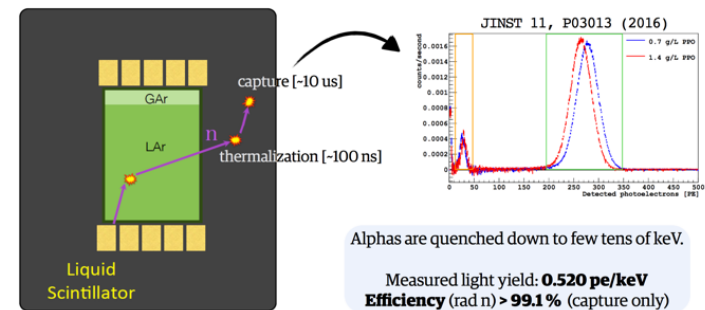 JINST 11, P03013 (2016)
counts/second
0.0016
0.0014
0.0012
0.001
0.0008
0.0006
0.0004
0.0002
0
0.7 g/L PPO
1.4 g/L PPO
0 50 100 150 200 250 300 350 400 450 500
Detected photoelectrons [PE]
capture [~10 us]
GAr
LAr
n
thermalization [~100 ns]
Liquid
Scintillator
Alphas are quenched down to few tens of keV.
Measured light yield: 0.520 pe/keV
Efficiency (rad n) > 99.1 % (capture only)